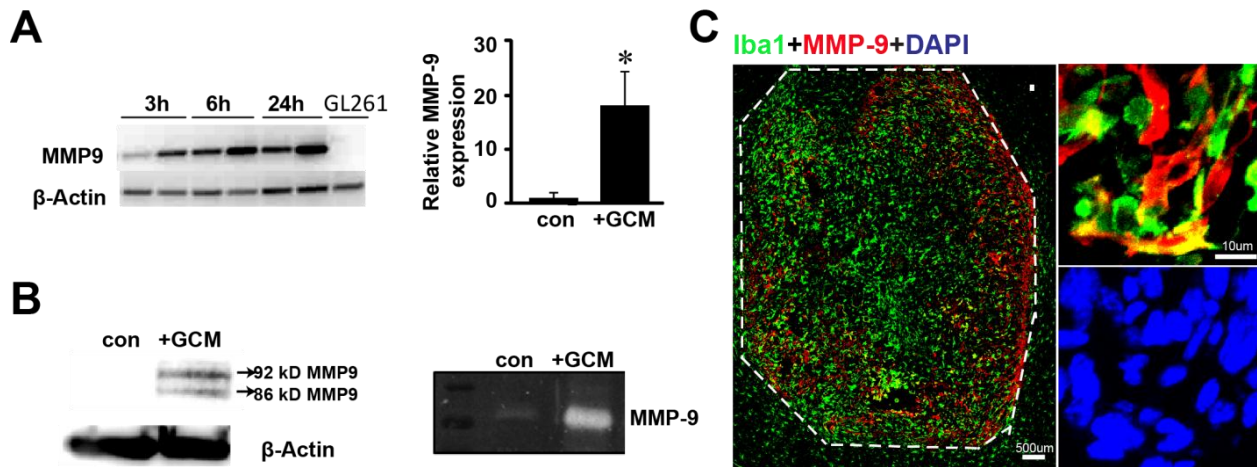 A
3h 6h 24h GL261
MMP9
β-Actin
Relative MMP-9
expression
30
20
10
0
con +GCM
*
B
con +GCM
92 kD MMP9
86 kD MMP9
β-Actin
con +GCM
MMP-9
C
Iba1+MMP-9+DAPI
500um
10um